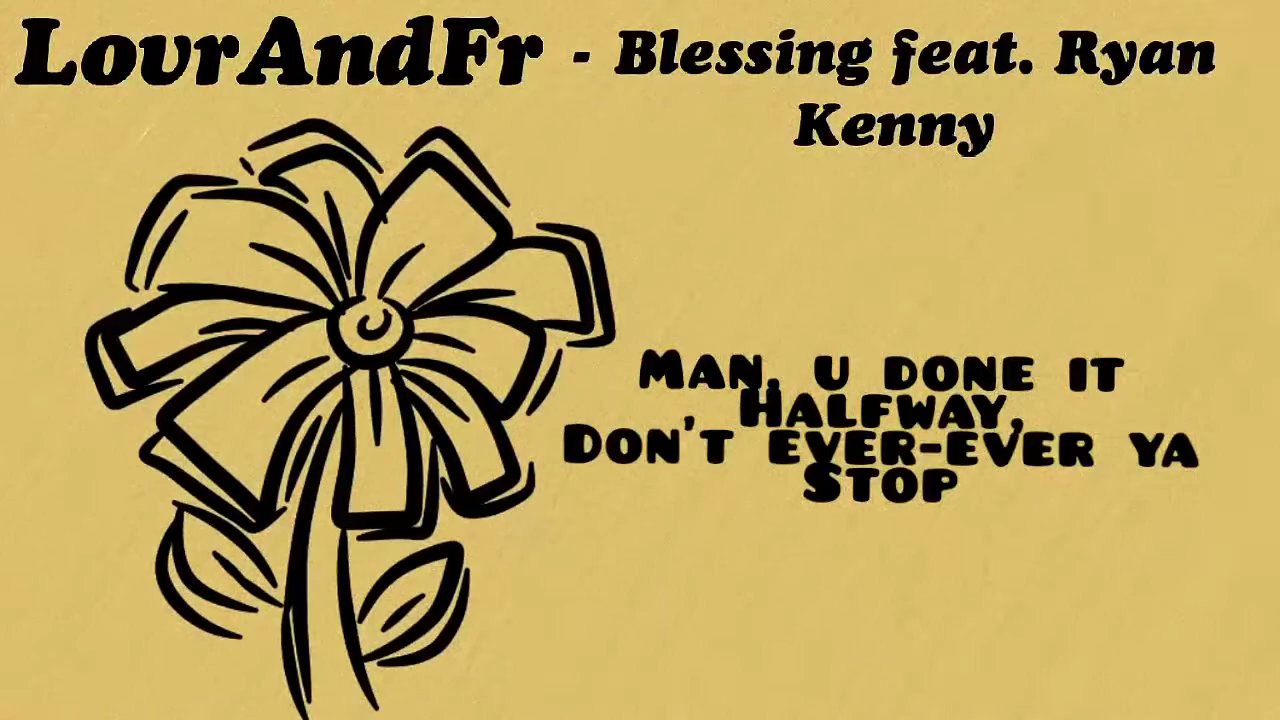 LovrAndFr - Blessing feat. Ryan
Kenny
Man, u done it
Halfway,
Don't ever-ever ya
Stop